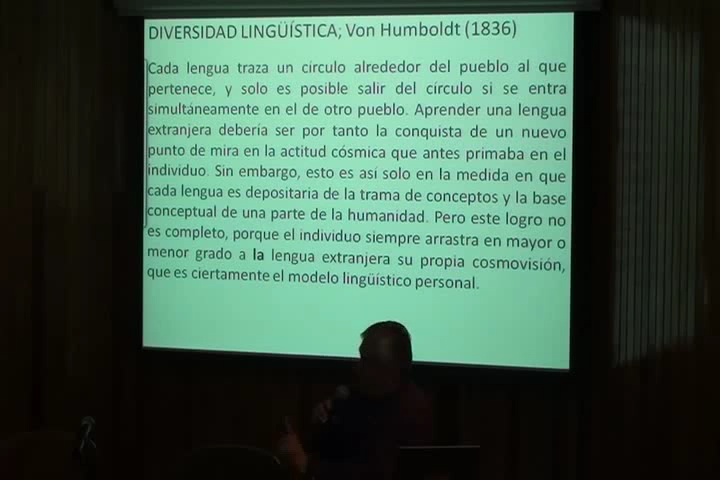 DIVERSIDAD LINGÜÍSTICA; Von Humboldt (1836)
Cada lengua traza un círculo alrededor del pueblo al que
pertenece, y solo es posible salir del círculo si se entra
simultáneamente en el de otro pueblo. Aprender una lengua
extranjera debería ser por tanto la conquista de un nuevo
punto de mira en la actitud cósmica que antes primaba en el
individuo. Sin embargo, esto es así solo en la medida en que
cada lengua es depositaria de la trama de conceptos y la base
conceptual de una parte de la humanidad. Pero este logro no
es completo, porque el individuo siempre arrastra en mayor o
menor grado a la lengua extranjera su propia cosmovisión,
que es ciertamente el modelo lingüístico personal.